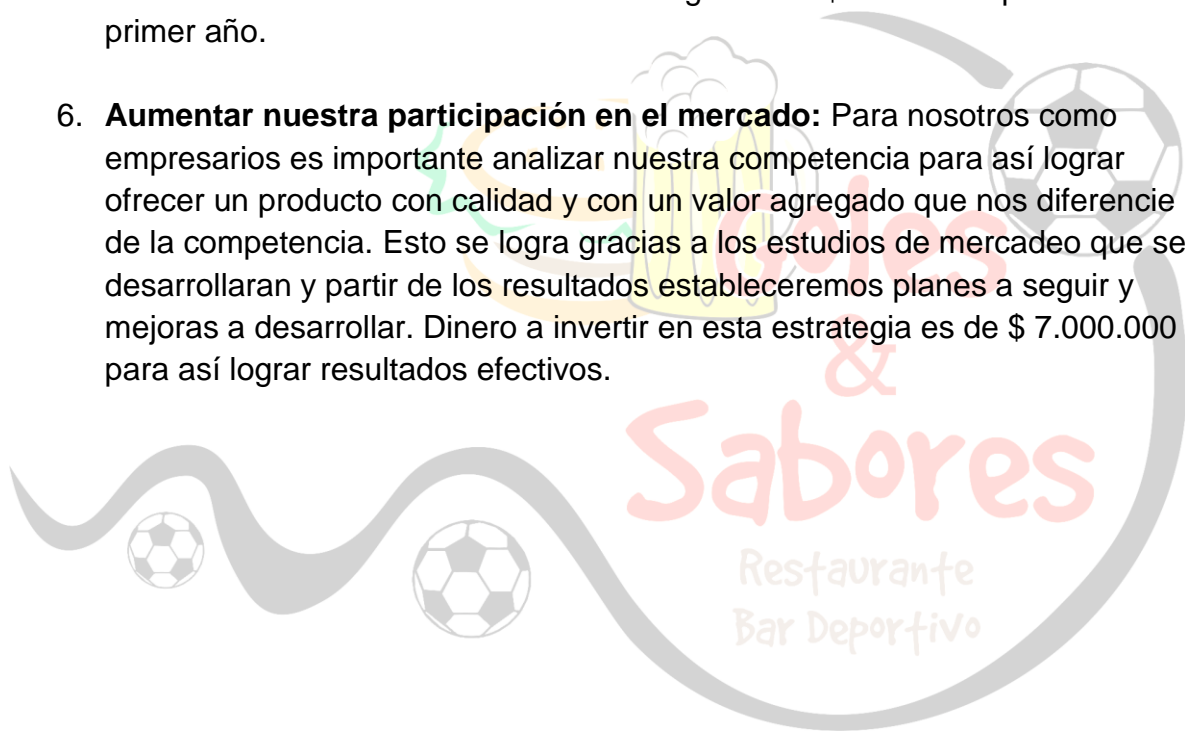 primer año.
6. Aumentar nuestra participación en el mercado: Para nosotros como
empresarios es importante analizar nuestra competencia para así lograr
ofrecer un producto con calidad y con un valor agregado que nos diferencie
de la competencia. Esto se logra gracias a los estudios de mercadeo que se
desarrollaran y partir de los resultados estableceremos planes a seguir y
mejoras a desarrollar. Dinero a invertir en esta estrategia es de $ 7.000.000
para así lograr resultados efectivos.
Goles
&
Sabores
Restaurante
Bar Deportivo